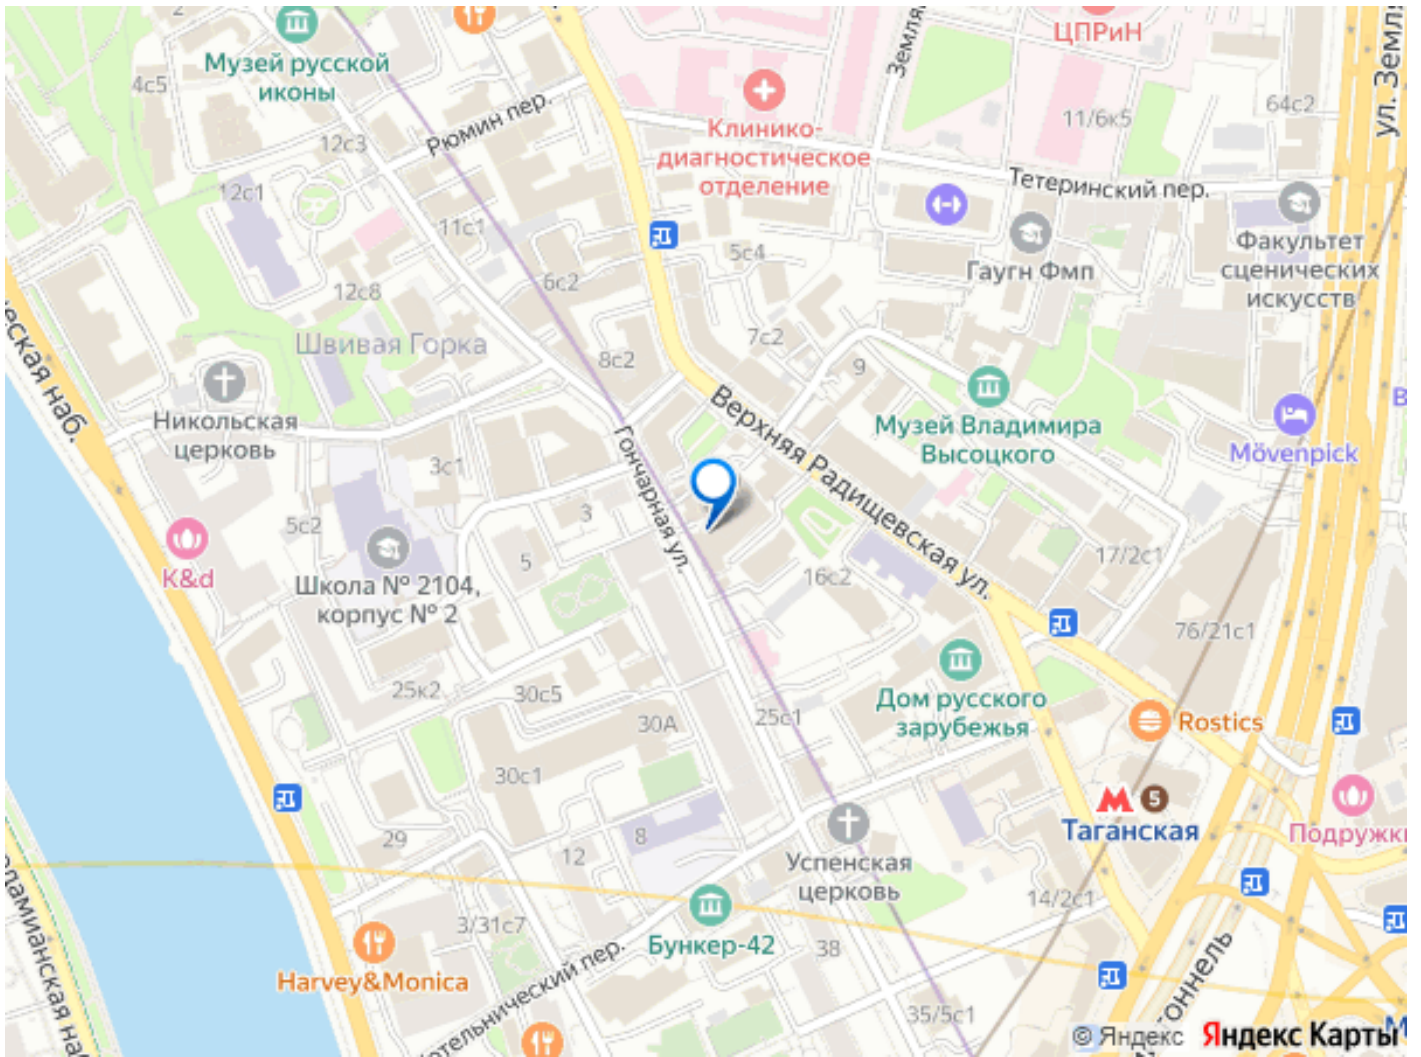 2
Музей русской
иконы
4с5
12с3
Рюмин пер.
12с1
11с1
12с8
6с2
Швивая Горка
8с2
Никольская
церковь
3с1
5с2
K&d
Школа № 2104,
корпус № 2
3
5
Гончарная ул.
Верхняя Радищевская ул.
ЦПРиН
Клинико-
диагностическое
отделение
11/6к5
64с2
Тетеринский пер.
5с4
7с2
9
Гаугн Фмп
Факультет
сценических
искусств
Музей Владимира
Высоцкого
Mövenpick
17/2с1
16с2
76/21с1
Дом русского
зарубежья
Rostics
25к2
30с5
30А
25с1
30с1
29
12
8
Успенская
церковь
5
Таганская
14/2с1
3/31с7
Бункер-42
38
Harvey&Monica
35/5с1
© Яндекс
Яндекс Карты